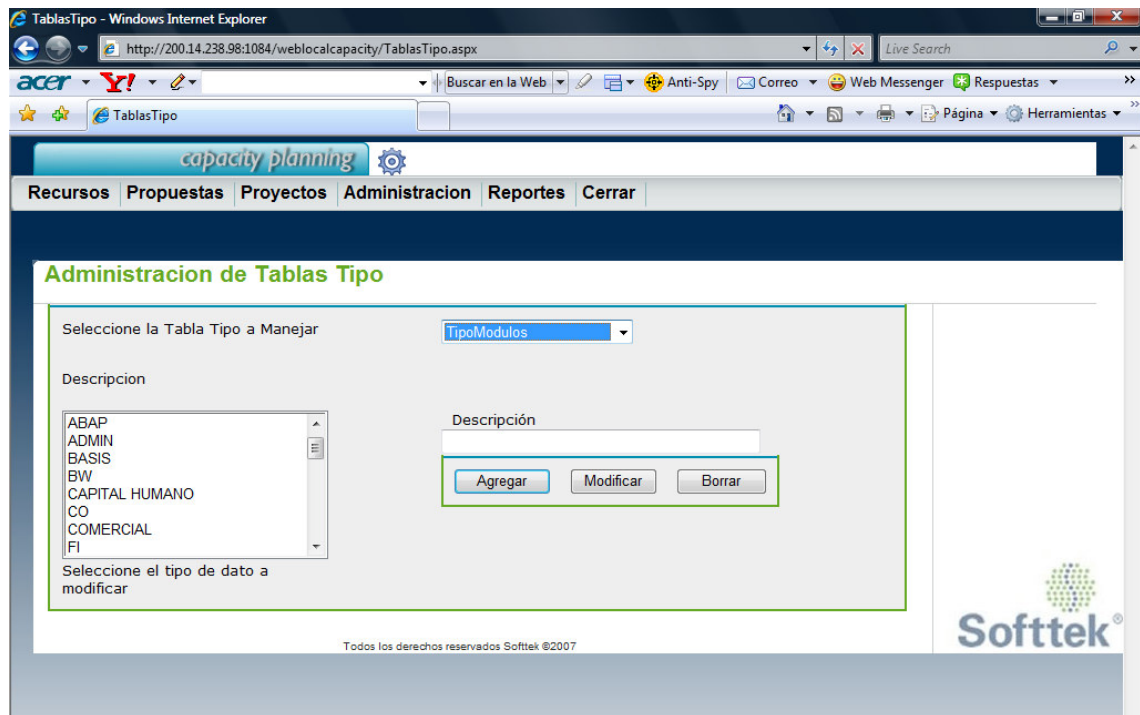 TablasTipo - Windows Internet Explorer
http://200.14.238.98:1084/weblocalcapacity/TablasTipo.aspx
Live Search
acer Y! Buscar en la Web Anti-Spy Correo Web Messenger Respuestas
TablasTipo
Página Herramientas
capacity planning
Recursos Propuestas Proyectos Administracion Reportes Cerrar
Administracion de Tablas Tipo
Seleccione la Tabla Tipo a Manejar
TipoModulos
Descripcion
ABAP
ADMIN
BASIS
BW
CAPITAL HUMANO
CO
COMERCIAL
FI
Descripción
Agregar Modificar Borrar
Seleccione el tipo de dato a
modificar
Softtek®
Todos los derechos reservados Softtek ©2007